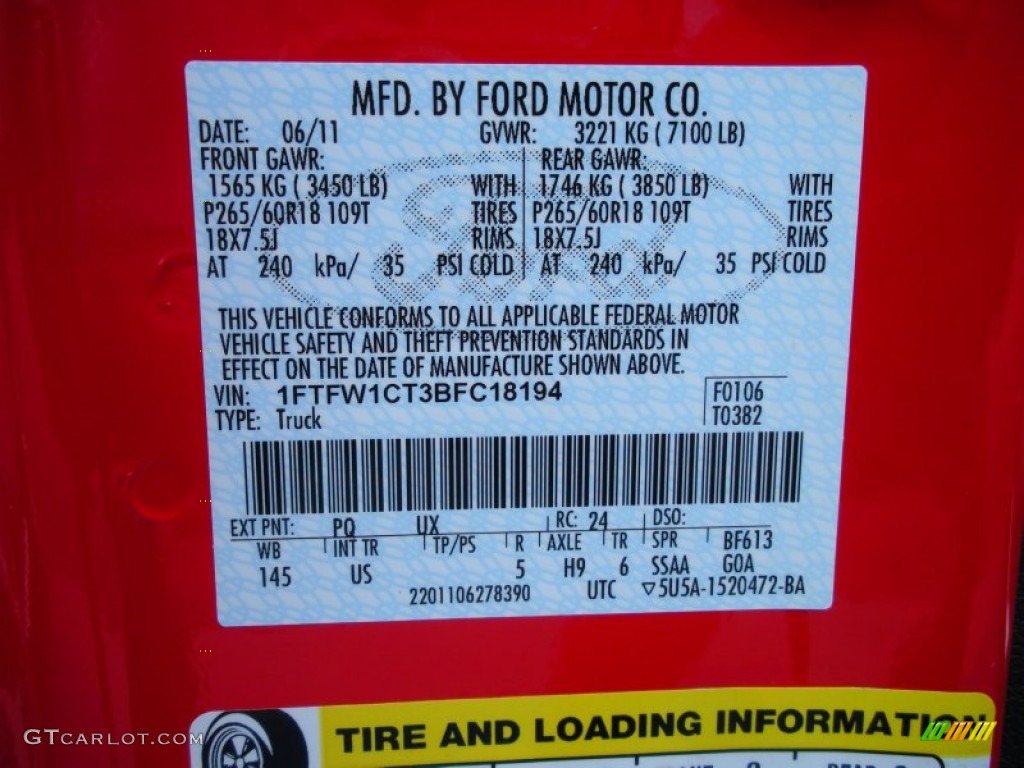 MFD. BY FORD MOTOR CO.
DATE: 06/11 GVWR: 3221 KG ( 7100 LB)
FRONT GAWR: REAR GAWR:
1565 KG ( 3450 LB) WITH 1746 KG ( 3850 LB) WITH
P265/60R18 109T TIRES P265/60R18 109T TIRES
18X7.5J RIMS 18X7.5J RIMS
AT 240 kPa/ 35 PSI COLD AT 240 kPa/ 35 PSI COLD
Ford
THIS VEHICLE CONFORMS TO ALL APPLICABLE FEDERAL MOTOR
VEHICLE SAFETY AND THEFT PREVENTION STANDARDS IN
EFFECT ON THE DATE OF MANUFACTURE SHOWN ABOVE.
VIN: 1FTFW1CT3BFC18194 F0106
TYPE: Truck T0382
EXT PNT: PQ UX RC: 24 DSO:
WB INT TR TP/PS R AXLE TR SPR BF613
145 US 5 H9 6 SSAA GOA
2201106278390 UTC ▽5U5A-1520472-BA
TIRE AND LOADING INFORMATION
GTCARLOT.COM